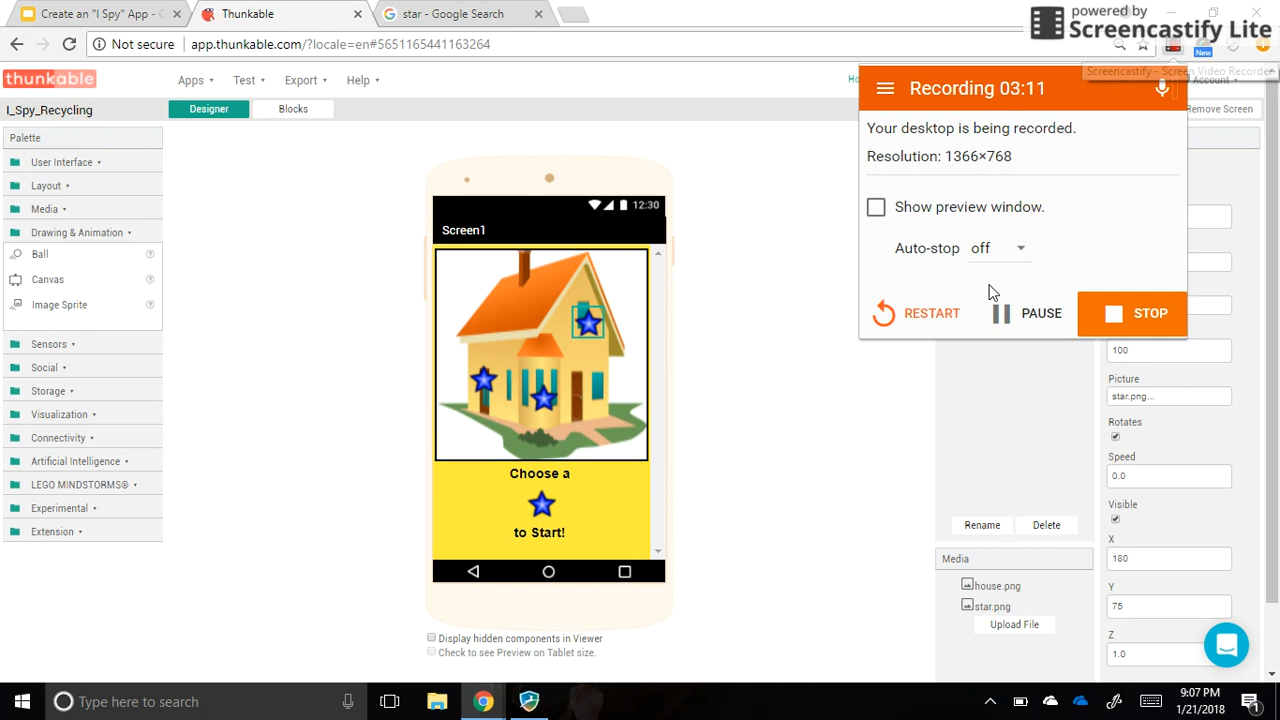 Create an "I Spy" App - G
Thunkable
star - Google Search
powered by
Screencastify Lite
Not secure
app.thunkable.com/?locale=en#5651165441163264
New
Screencastify - Screen Video Recorder
thunkable
Apps
Test
Export
Help
Account
I_Spy_Recycling
Designer
Blocks
Remove Screen
Recording 03:11
Your desktop is being recorded.
Resolution: 1366×768
Show preview window.
Auto-stop off
RESTART
PAUSE
STOP
Palette
User Interface
Layout
Media
Drawing & Animation
Ball
Canvas
Image Sprite
Sensors
Social
Storage
Visualization
Connectivity
Artificial Intelligence
LEGO MINDSTORMS®
Experimental
Extension
12:30
Screen1
Choose a
to Start!
Display hidden components in Viewer
Check to see Preview on Tablet size.
Rename
Delete
Media
house.png
star.png
Upload File
100
Picture
star.png...
Rotates
Speed
0.0
Visible
X
180
Y
75
Z
1.0
Type here to search
9:07 PM
1/21/2018